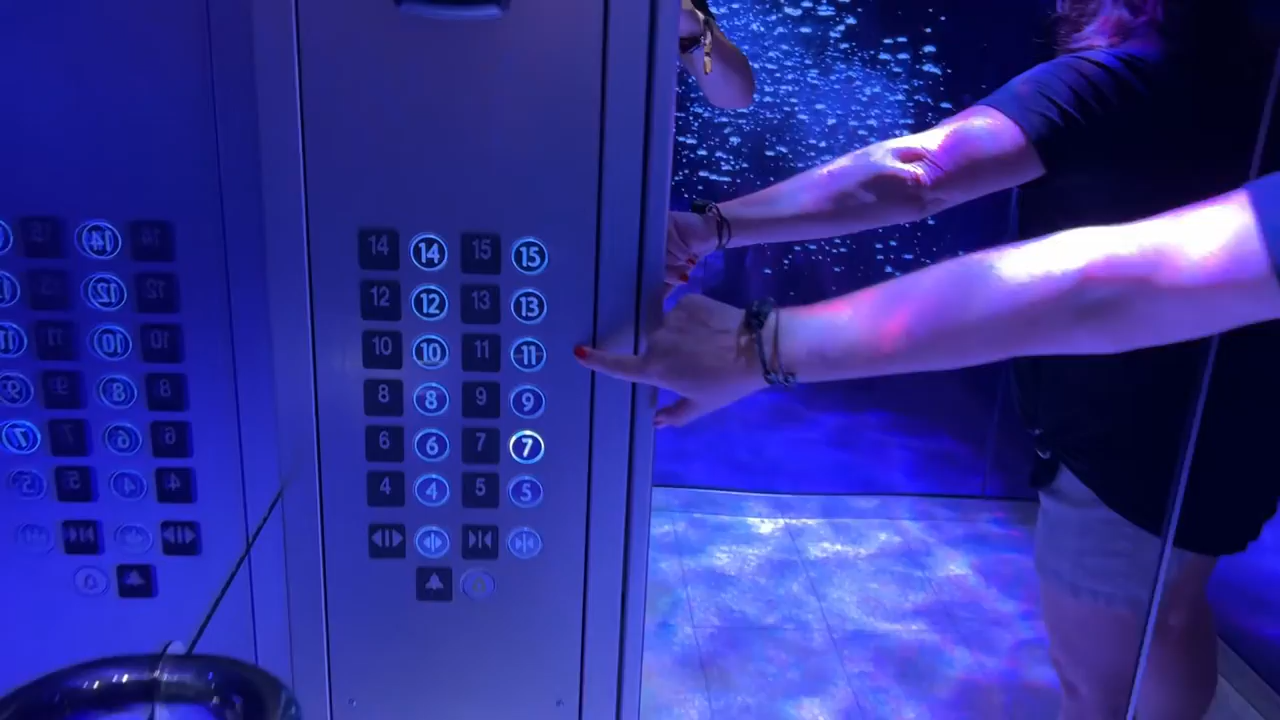 14 14 15 15
12 12 13 13
10 10 11 11
8 8 9 9
6 6 7 7
4 4 5 5